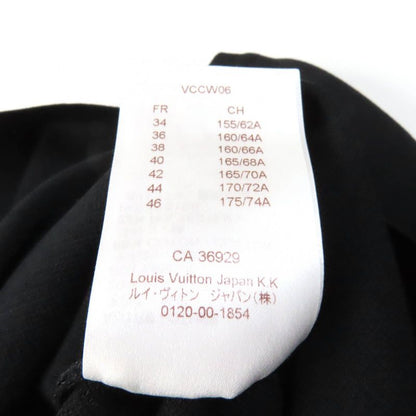 VCCW06
FR CH
34 155/62A
36 160/64A
38 160/66A
40 165/68A
42 165/70A
44 170/72A
46 175/74A
CA 36929
Louis Vuitton Japan K.K
ルイ・ヴィトン ジャパン(株)
0120-00-1854